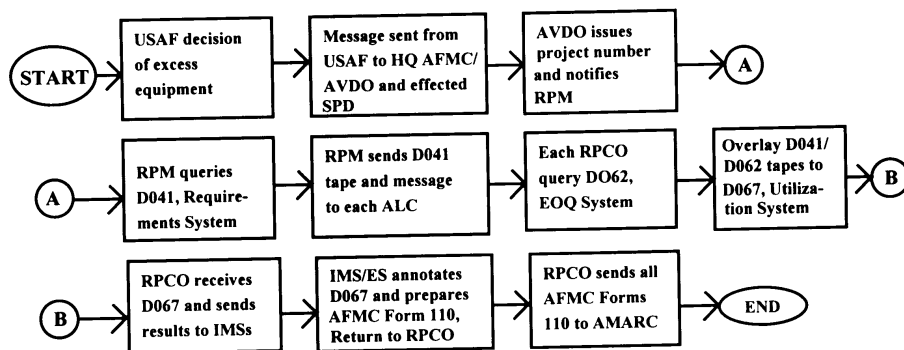 START
USAF decision
of excess
equipment
Message sent from
USAF to HQ AFMC/
AVDO and effected
SPD
AVDO issues
project number
and notifies
RPM
A
A
RPM queries
D041, Require-
ments System
RPM sends D041
tape and message
to each ALC
Each RPCO
query DO62,
EOQ System
Overlay D041/
D062 tapes to
D067, Utiliza-
tion System
B
B
RPCO receives
D067 and sends
results to IMSs
IMS/ES annotates
D067 and prepares
AFMC Form 110,
Return to RPCO
RPCO sends all
AFMC Forms
110 to AMARC
END